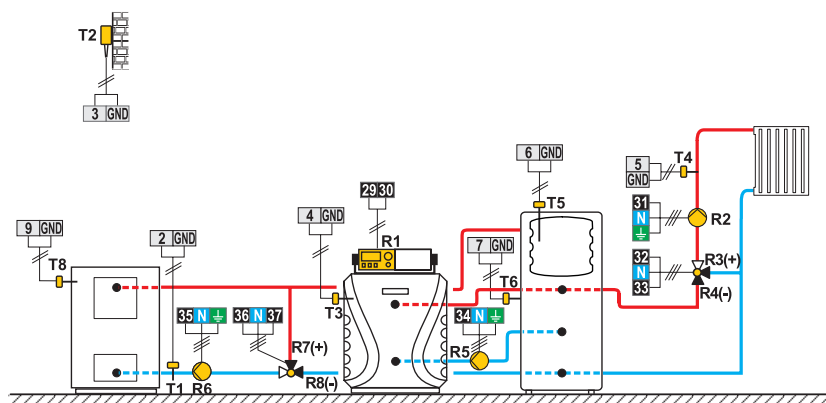 T2
3 GND
6 GND
5
GND
T4
29 30
9 GND
2 GND
4 GND
7 GND
T5
31
N
R2
R1
T8
T6
32
33
R3(+)
R4(-)
T3
35 N
36 N 37
34 N
R7(+)
R5
T1
R6
R8(-)